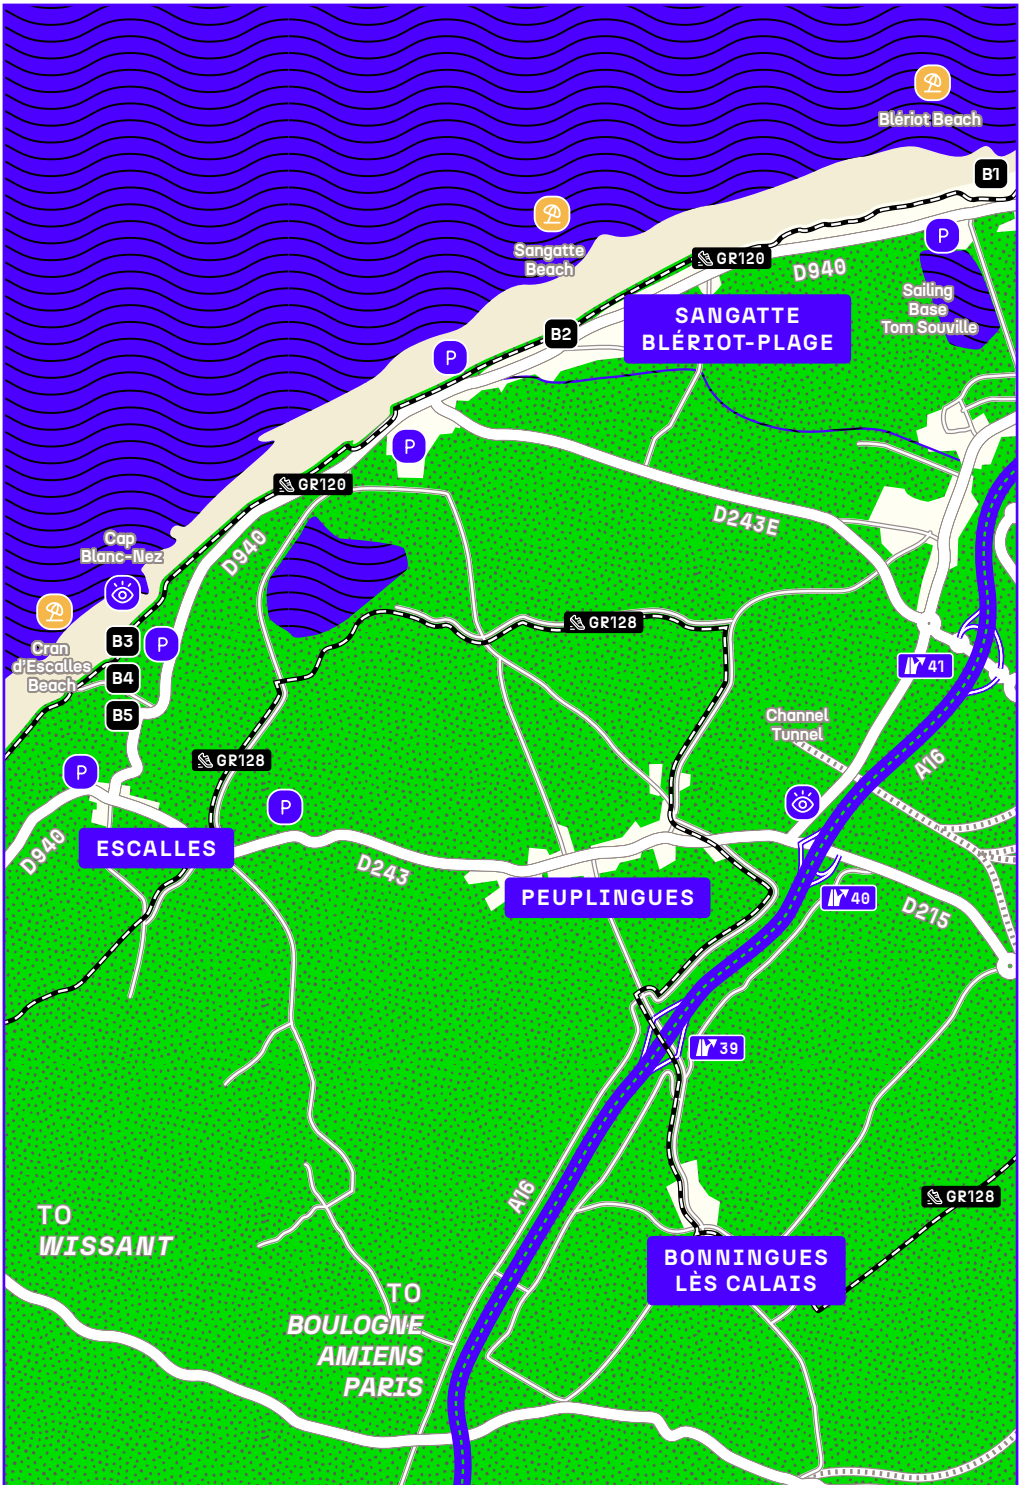 Blériot Beach
B1
Sangatte
Beach
P
GR120
D940
Sailing
Base
Tom Souville
SANGATTE
BLÉRIOT-PLAGE
B2
P
P
GR120
D243E
Cap
Blanc-Nez
D940
Cran
d'Escalles
Beach
B3
P
B4
B5
GR128
41
Channel
Tunnel
A16
GR128
P
P
D940
ESCALLES
D243
PEUPLINGUES
40
D215
39
A16
GR128
TO
WISSANT
BONNINGUES
LÈS CALAIS
TO
BOULOGNE
AMIENS
PARIS